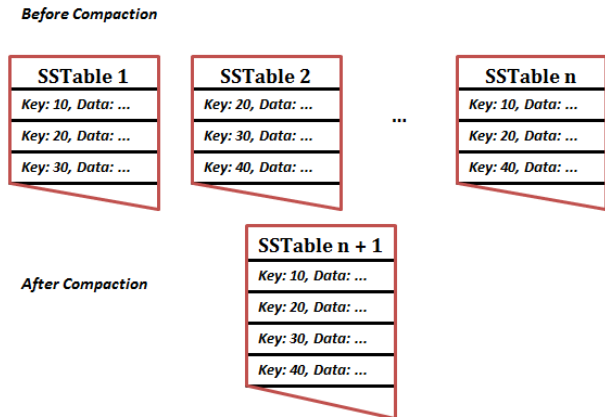 Before Compaction
SSTable 1
Key: 10, Data: ...
Key: 20, Data: ...
Key: 30, Data: ...
SSTable 2
Key: 20, Data: ...
Key: 30, Data: ...
Key: 40, Data: ...
...
SSTable n
Key: 10, Data: ...
Key: 20, Data: ...
Key: 40, Data: ...
After Compaction
SSTable n + 1
Key: 10, Data: ...
Key: 20, Data: ...
Key: 30, Data: ...
Key: 40, Data: ...